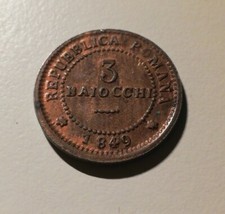 REPUBBLICA ROMANA
3
BAIOCCHI
1849